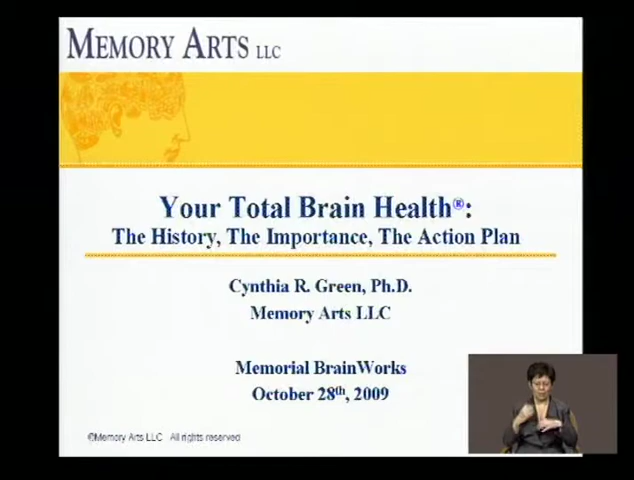 MEMORY ARTS LLC
Your Total Brain Health®:
The History, The Importance, The Action Plan
Cynthia R. Green, Ph.D.
Memory Arts LLC
Memorial BrainWorks
October 28th, 2009
©Memory Arts LLC All rights reserved